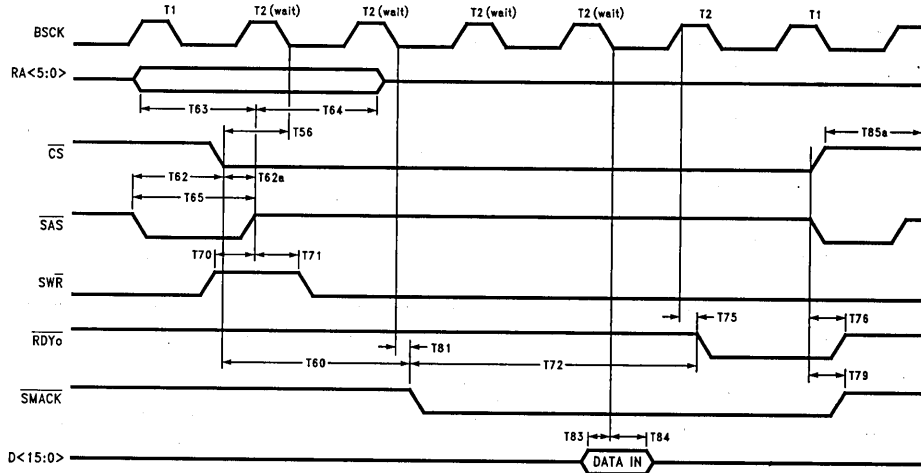 T1 T2 (wait) T2 (wait) T2 (wait) T2 (wait) T2 T1
BSCK
RA<5:0>
T63 T64
T56 T85a
CS
T62 T62a
T65
SAS
T70 T71
SWR
T75 T76
RDYo
T81
T60 T72
T79
SMACK
T83 T84
D<15:0> DATA IN